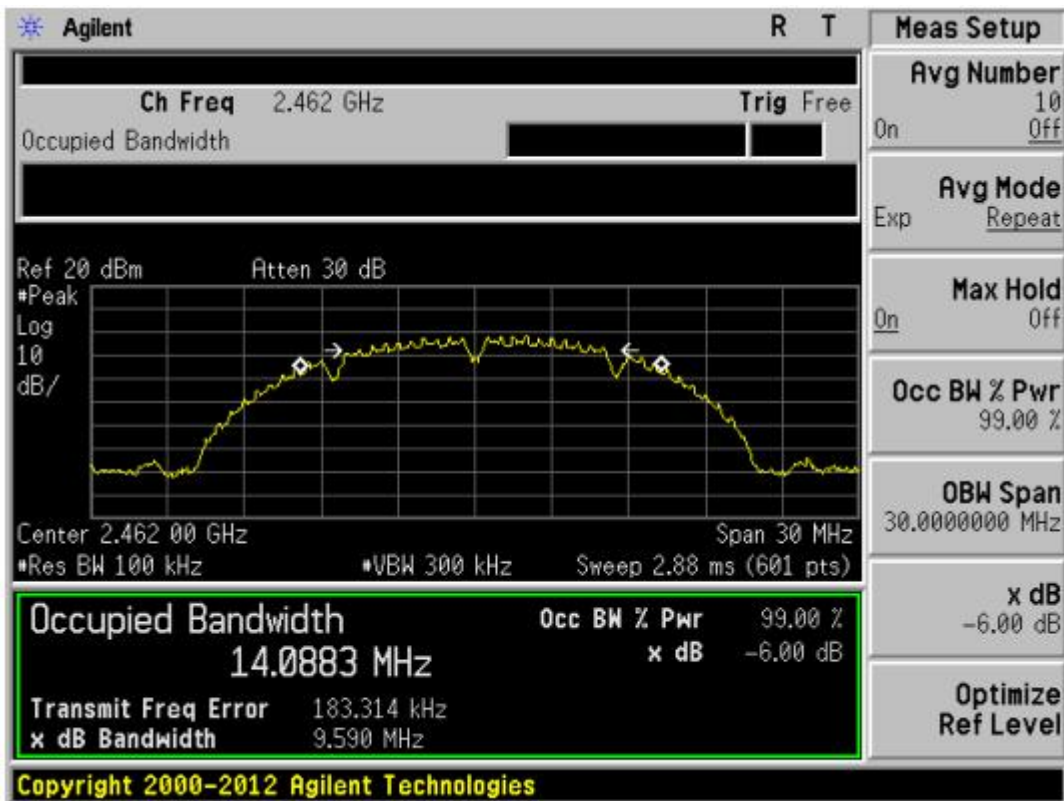 Agilent R T
Ch Freq 2.462 GHz Trig Free
Occupied Bandwidth
Ref 20 dBm Atten 30 dB
#Peak
Log
10
dB/
Center 2.462 00 GHz Span 30 MHz
#Res BW 100 kHz #VBW 300 kHz Sweep 2.88 ms (601 pts)
Occupied Bandwidth Occ BW % Pwr 99.00 %
14.0883 MHz x dB -6.00 dB
Transmit Freq Error 183.314 kHz
x dB Bandwidth 9.590 MHz
Copyright 2000-2012 Agilent Technologies
Meas Setup
Avg Number
10
On Off
Avg Mode
Exp Repeat
Max Hold
On Off
Occ BW % Pwr
99.00 %
OBW Span
30.0000000 MHz
x dB
-6.00 dB
Optimize
Ref Level